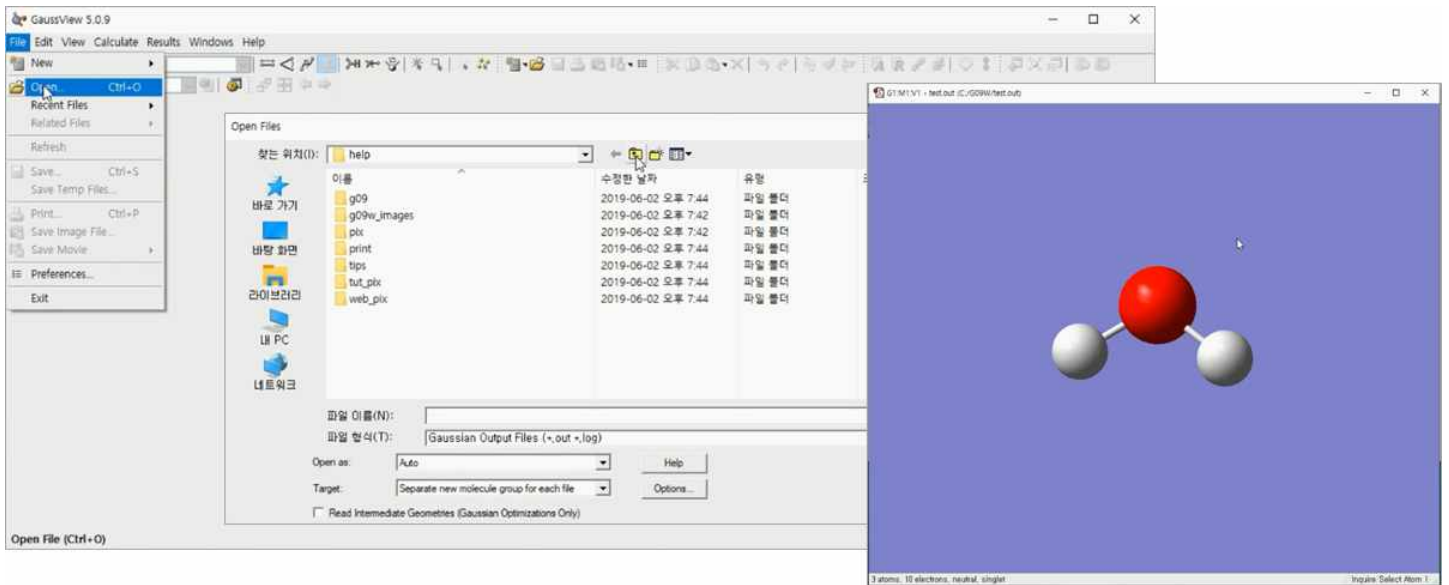 GaussView 5.0.9
File Edit View Calculate Results Windows Help
New
Open... Ctrl+O
Recent Files
Related Files
Refresh
Save... Ctrl+S
Save Temp Files...
Print... Ctrl+P
Save Image File...
Save Movie
Preferences...
Exit
Open Files
찾는 위치(I): help
이름 수정한 날짜 유형
g09 2019-06-02 오후 7:44 파일 폴더
g09w_images 2019-06-02 오후 7:42 파일 폴더
pix 2019-06-02 오후 7:42 파일 폴더
print 2019-06-02 오후 7:44 파일 폴더
tips 2019-06-02 오후 7:44 파일 폴더
tut_pix 2019-06-02 오후 7:44 파일 폴더
web_pix 2019-06-02 오후 7:44 파일 폴더
바로 가기
바탕 화면
라이브러리
내 PC
네트워크
파일 이름(N):
파일 형식(T): Gaussian Output Files (*.out *.log)
Open as: Auto Help
Target: Separate new molecule group for each file Options...
Read Intermediate Geometries (Gaussian Optimizations Only)
Open File (Ctrl+O)
G1:M1:V1 - test.out (C:/G09W/test.out)
3 atoms, 10 electrons, neutral, singlet Inquire Select Atom 1